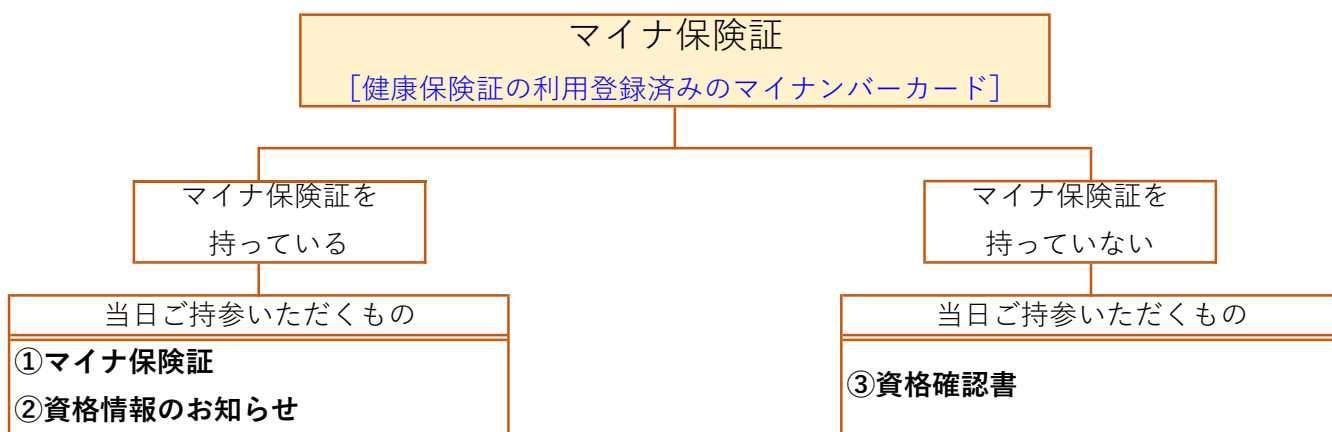 マイナ保険証
［健康保険証の利用登録済みのマイナンバーカード］
マイナ保険証を
持っている
マイナ保険証を
持っていない
当日ご持参いただくもの
①マイナ保険証
②資格情報のお知らせ
当日ご持参いただくもの
③資格確認書